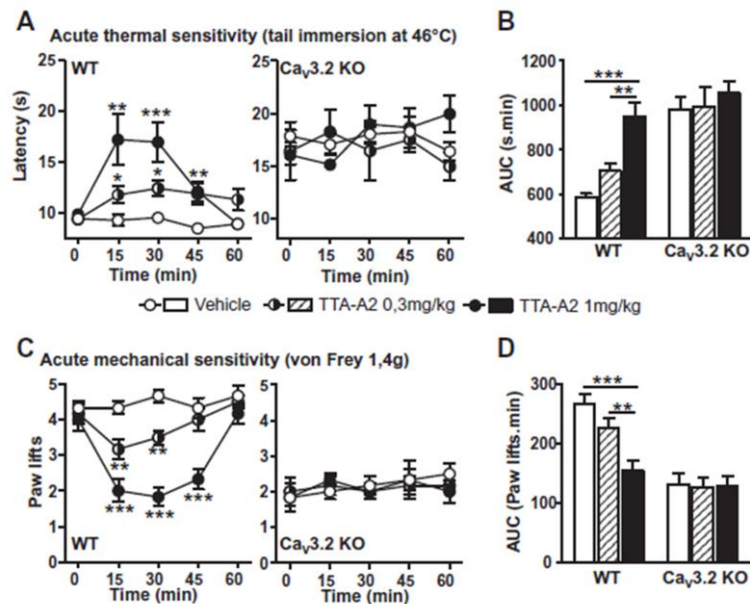 A
Acute thermal sensitivity (tail immersion at 46°C)
WT
CaV3.2 KO
Latency (s)
25
20
15
10
** *** **
* *
0 15 30 45 60
Time (min)
25
20
15
10
0 15 30 45 60
Time (min)
B
AUC (s.min)
1200
1000
800
600
400
***
**
WT CaV3.2 KO
Vehicle TTA-A2 0,3mg/kg TTA-A2 1mg/kg
C
Acute mechanical sensitivity (von Frey 1,4g)
Paw lifts
5
4
3
2
1
0
** **
*** *** ***
WT
0 15 30 45 60
Time (min)
5
4
3
2
1
0
CaV3.2 KO
0 15 30 45 60
Time (min)
D
AUC (Paw lifts.min)
300
200
100
0
***
**
WT CaV3.2 KO